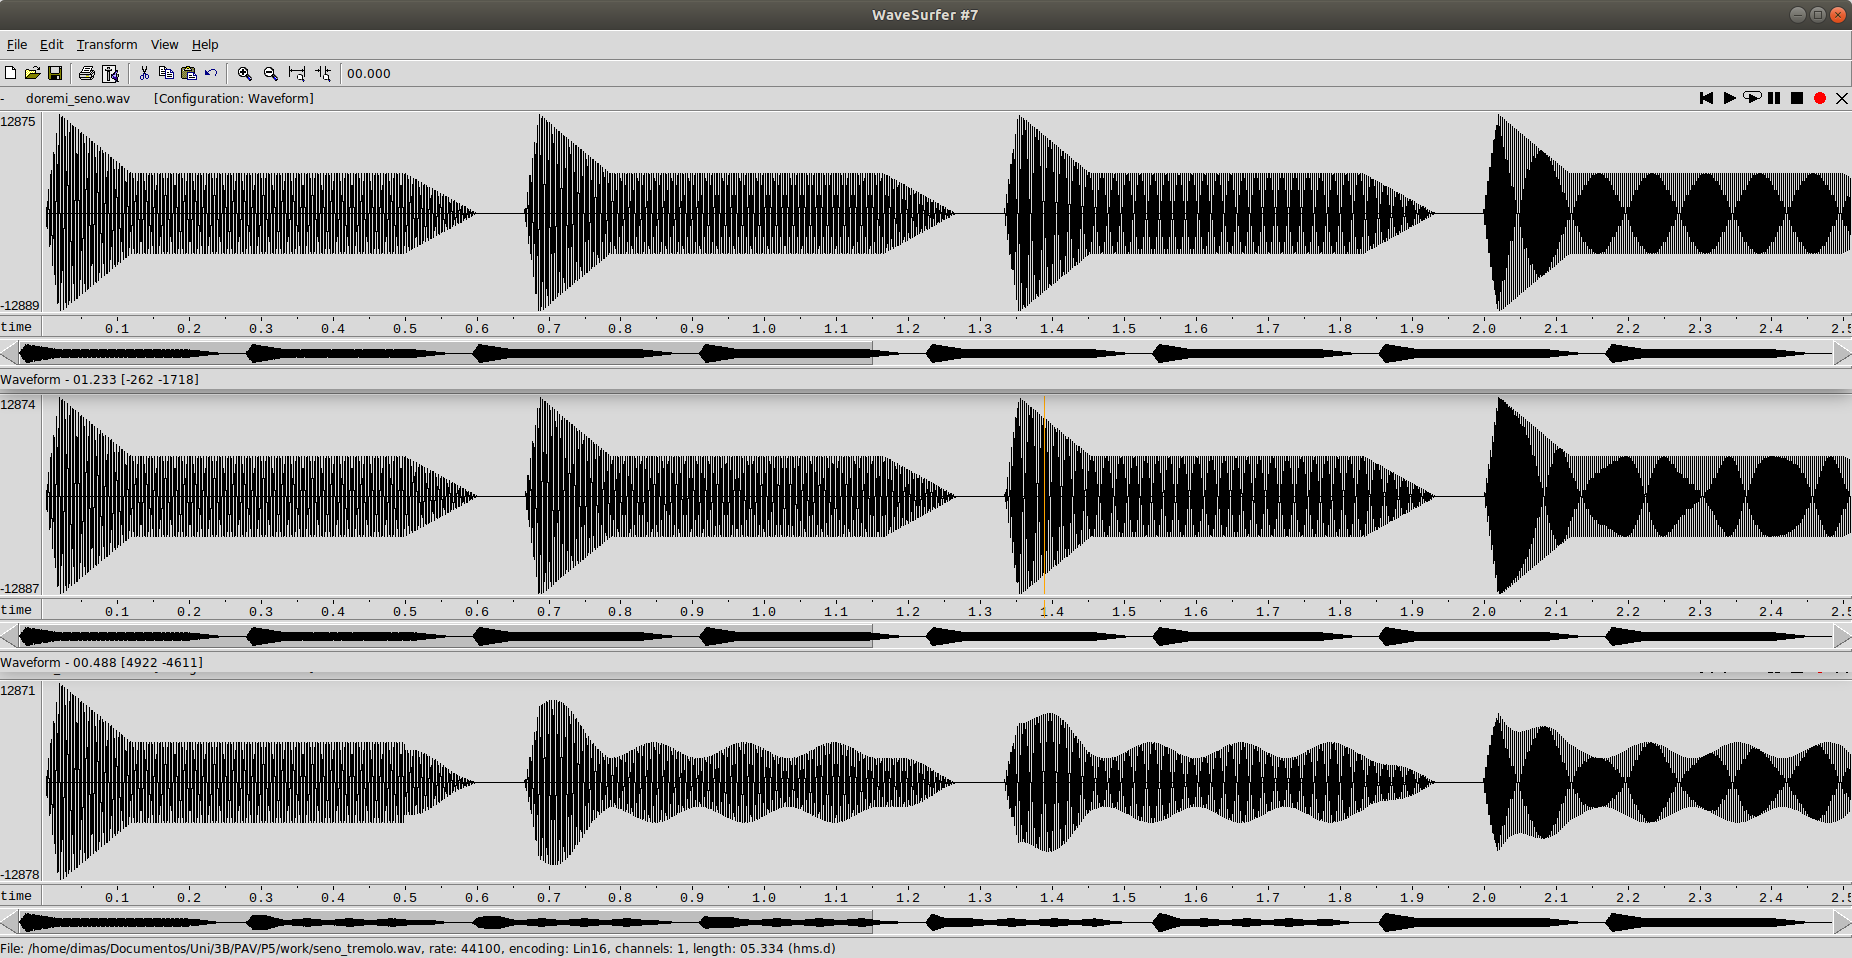 WaveSurfer #7
File Edit Transform View Help
00.000
- doremi_seno.wav [Configuration: Waveform]
12875
-12889
time 0.1 0.2 0.3 0.4 0.5 0.6 0.7 0.8 0.9 1.0 1.1 1.2 1.3 1.4 1.5 1.6 1.7 1.8 1.9 2.0 2.1 2.2 2.3 2.4 2.5
Waveform - 01.233 [-262 -1718]
12874
-12887
time 0.1 0.2 0.3 0.4 0.5 0.6 0.7 0.8 0.9 1.0 1.1 1.2 1.3 1.4 1.5 1.6 1.7 1.8 1.9 2.0 2.1 2.2 2.3 2.4 2.5
Waveform - 00.488 [4922 -4611]
12871
-12878
time 0.1 0.2 0.3 0.4 0.5 0.6 0.7 0.8 0.9 1.0 1.1 1.2 1.3 1.4 1.5 1.6 1.7 1.8 1.9 2.0 2.1 2.2 2.3 2.4 2.5
File: /home/dimas/Documentos/Uni/3B/PAV/P5/work/seno_tremolo.wav, rate: 44100, encoding: Lin16, channels: 1, length: 05.334 (hms.d)